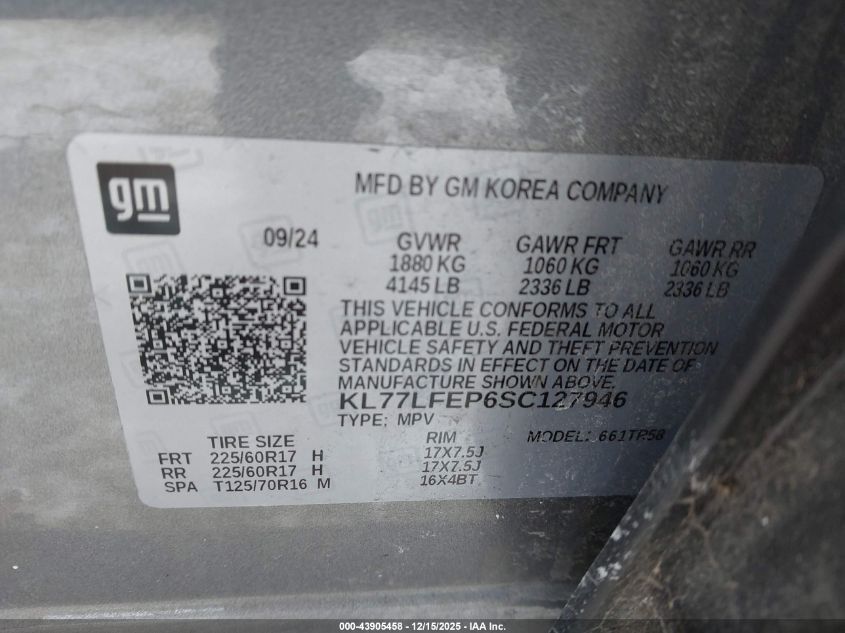 gm
MFD BY GM KOREA COMPANY
09/24
GVWR GAWR FRT GAWR RR
1880 KG 1060 KG 1060 KG
4145 LB 2336 LB 2336 LB
THIS VEHICLE CONFORMS TO ALL
APPLICABLE U.S. FEDERAL MOTOR
VEHICLE SAFETY AND THEFT PREVENTION
STANDARDS IN EFFECT ON THE DATE OF
MANUFACTURE SHOWN ABOVE.
KL77LFEP6SC127946
TYPE: MPV MODEL: 661TR58
TIRE SIZE RIM
FRT 225/60R17 H 17X7.5J
RR 225/60R17 H 17X7.5J
SPA T125/70R16 M 16X4BT
000-43905458 - 12/15/2025 - IAA Inc.